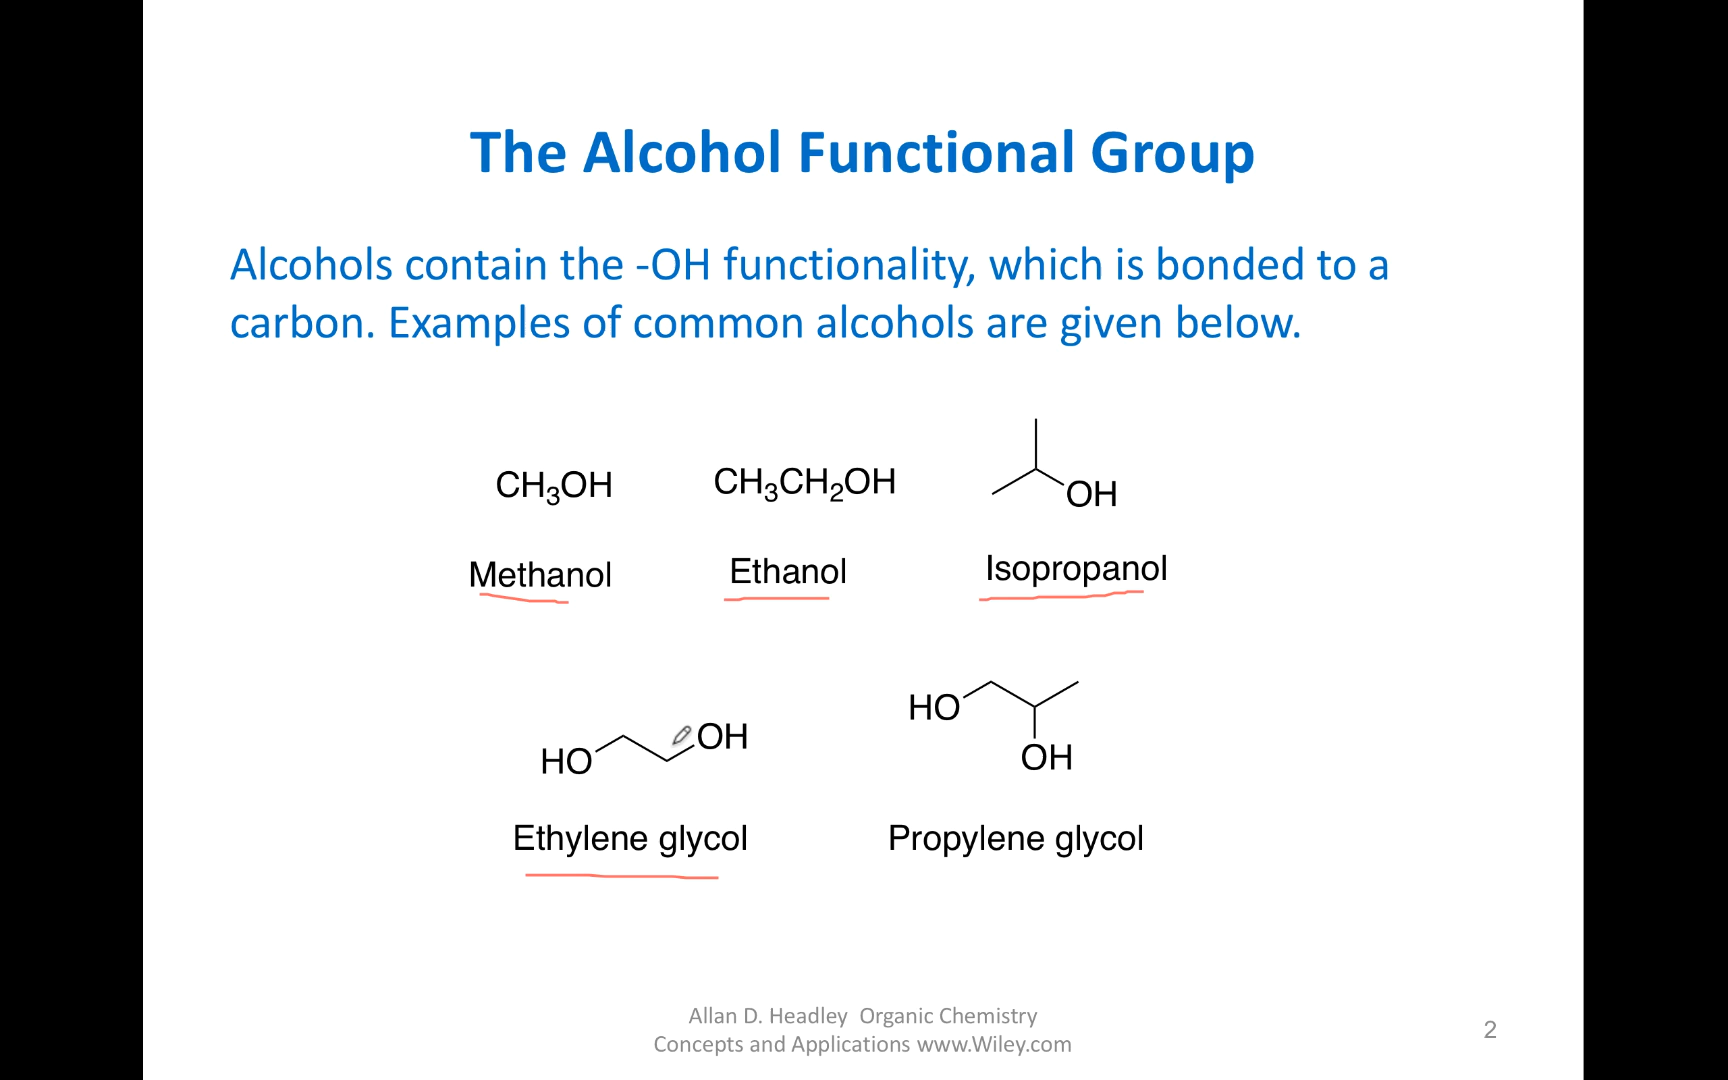 The Alcohol Functional Group
Alcohols contain the -OH functionality, which is bonded to a
carbon. Examples of common alcohols are given below.
CH₃OH CH₃CH₂OH OH
Methanol Ethanol Isopropanol
HO OH HO OH
Ethylene glycol Propylene glycol
Allan D. Headley Organic Chemistry
Concepts and Applications www.Wiley.com
2